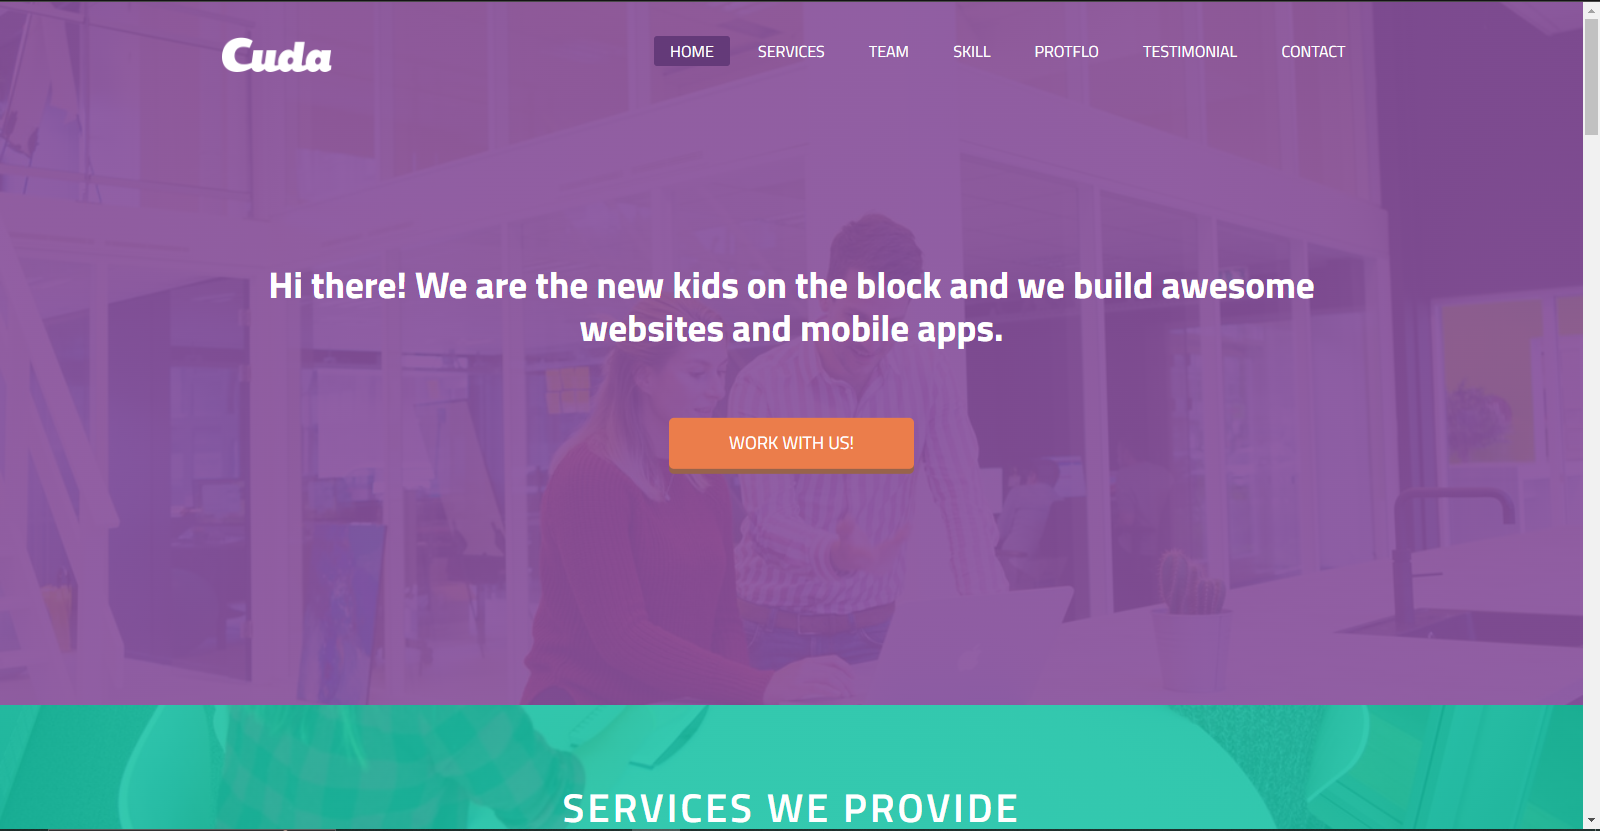 Cuda
HOME SERVICES TEAM SKILL PROTFLO TESTIMONIAL CONTACT
Hi there! We are the new kids on the block and we build awesome
websites and mobile apps.
WORK WITH US!
SERVICES WE PROVIDE